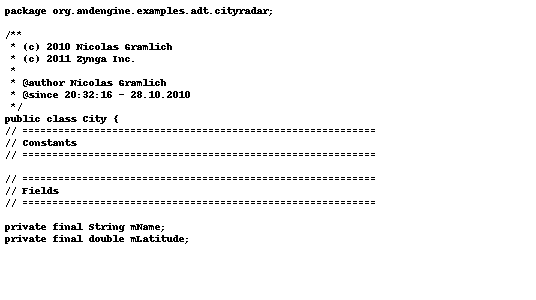 package org.andengine.examples.adt.cityradar;
/**
* (c) 2010 Nicolas Gramlich
* (c) 2011 Zynga Inc.
*
* @author Nicolas Gramlich
* @since 20:32:16 - 28.10.2010
*/
public class City {
// ===========================================================
// Constants
// ===========================================================
// ===========================================================
// Fields
// ===========================================================
private final String mName;
private final double mLatitude;